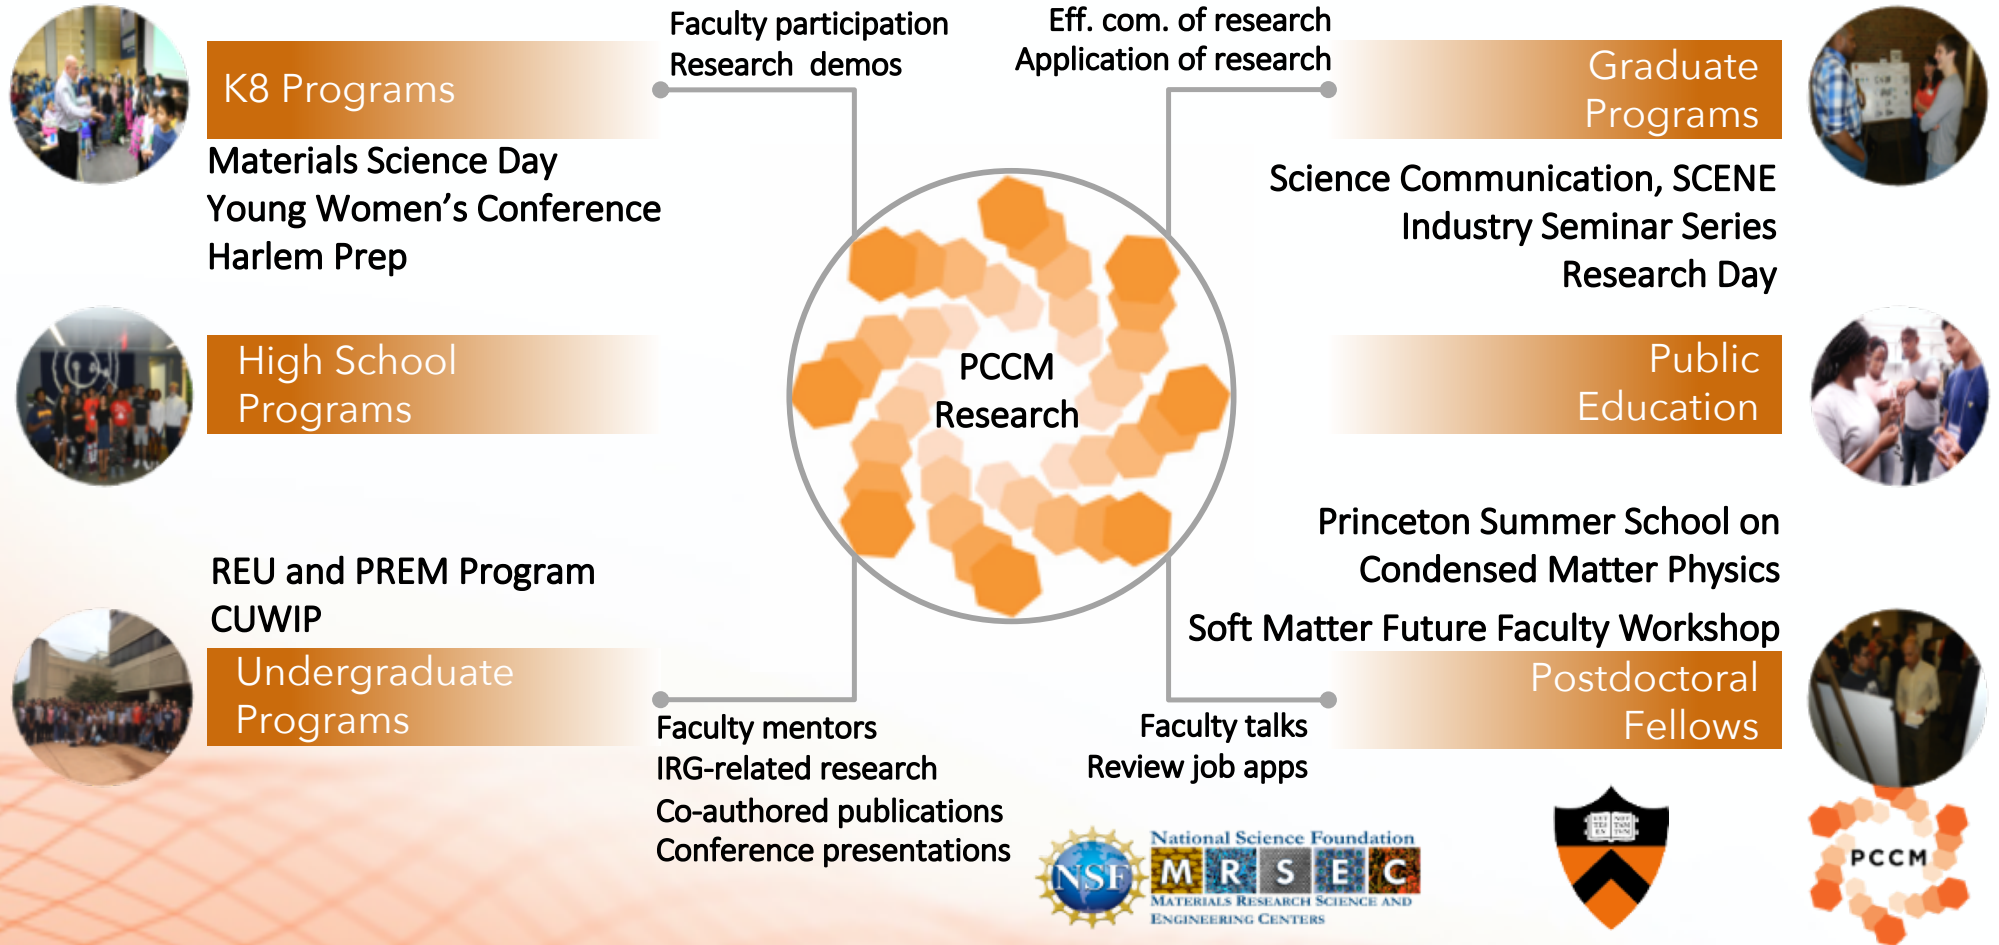 Faculty participation
Research demos
Eff. com. of research
Application of research
K8 Programs
Materials Science Day
Young Women's Conference
Harlem Prep
Graduate
Programs
Science Communication, SCENE
Industry Seminar Series
Research Day
High School
Programs
PCCM
Research
Public
Education
REU and PREM Program
CUWIP
Undergraduate
Programs
Faculty mentors
IRG-related research
Co-authored publications
Conference presentations
Princeton Summer School on
Condensed Matter Physics
Soft Matter Future Faculty Workshop
Postdoctoral
Fellows
Faculty talks
Review job apps
NSF
National Science Foundation
MRSEC
Materials Research Science and
Engineering Centers
PCCM